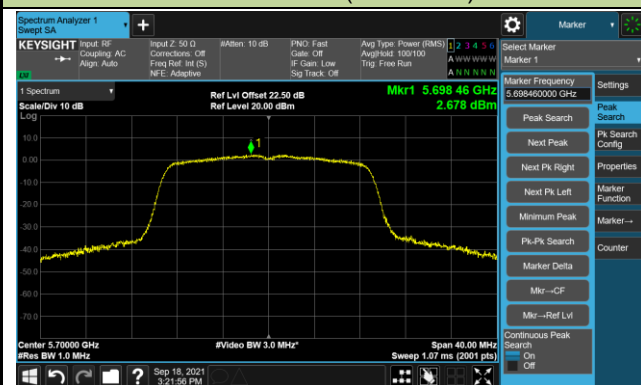 Spectrum Analyzer 1
Swept SA
Marker
KEYSIGHT
Input: RF
Coupling: AC
Align: Auto
Input Z: 50 Ω
Corrections: Off
Freq Ref: Int (S)
NFE: Adaptive
#Atten: 10 dB
PNO: Fast
Gate: Off
IF Gain: Low
Sig Track: Off
Avg Type: Power (RMS)
Avg|Hold: 100/100
Trig: Free Run
1 2 3 4 5 6
A W W W W W
A N N N N N
Select Marker
Marker 1
1 Spectrum
Scale/Div 10 dB
Log
Ref Lvl Offset 22.50 dB
Ref Level 20.00 dBm
Mkr1 5.698 46 GHz
2.678 dBm
10.0
0.00
-10.0
-20.0
-30.0
-40.0
-50.0
-60.0
-70.0
1
Center 5.70000 GHz
#Res BW 1.0 MHz
#Video BW 3.0 MHz*
Span 40.00 MHz
Sweep 1.07 ms (2001 pts)
Marker Frequency
5.698460000 GHz
Peak Search
Next Peak
Next Pk Right
Next Pk Left
Minimum Peak
Pk-Pk Search
Marker Delta
Mkr→CF
Mkr→Ref Lvl
Continuous Peak
Search
On
Off
Settings
Peak
Search
Pk Search
Config
Properties
Marker
Function
Marker→
Counter
Sep 18, 2021
3:21:56 PM